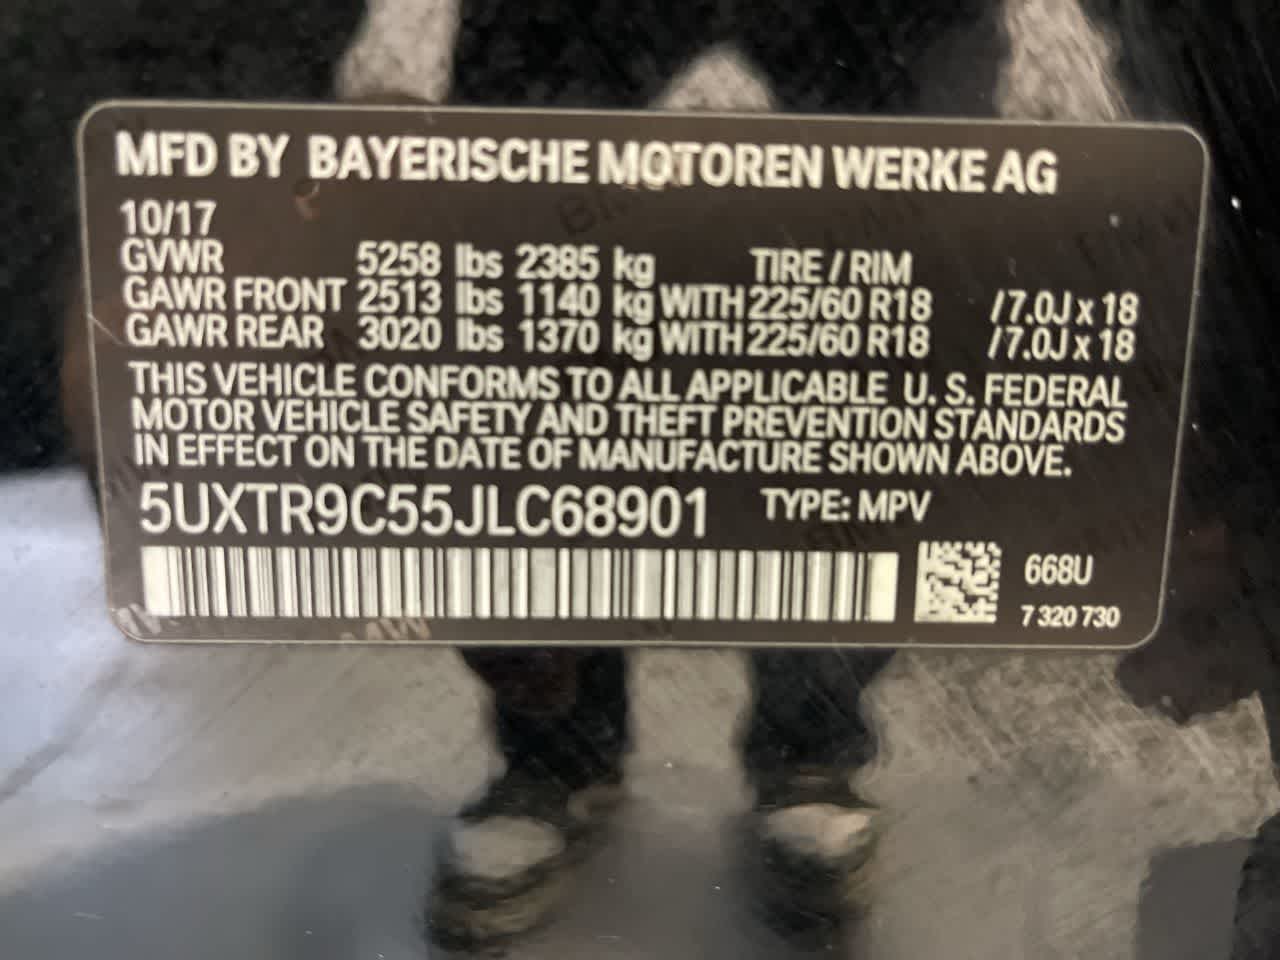 MFD BY BAYERISCHE MOTOREN WERKE AG
10/17
GVWR 5258 lbs 2385 kg TIRE / RIM
GAWR FRONT 2513 lbs 1140 kg WITH 225/60 R18 /7.0J x 18
GAWR REAR 3020 lbs 1370 kg WITH 225/60 R18 /7.0J x 18
THIS VEHICLE CONFORMS TO ALL APPLICABLE U. S. FEDERAL
MOTOR VEHICLE SAFETY AND THEFT PREVENTION STANDARDS
IN EFFECT ON THE DATE OF MANUFACTURE SHOWN ABOVE.
5UXTR9C55JLC68901 TYPE: MPV
668U
7 320 730